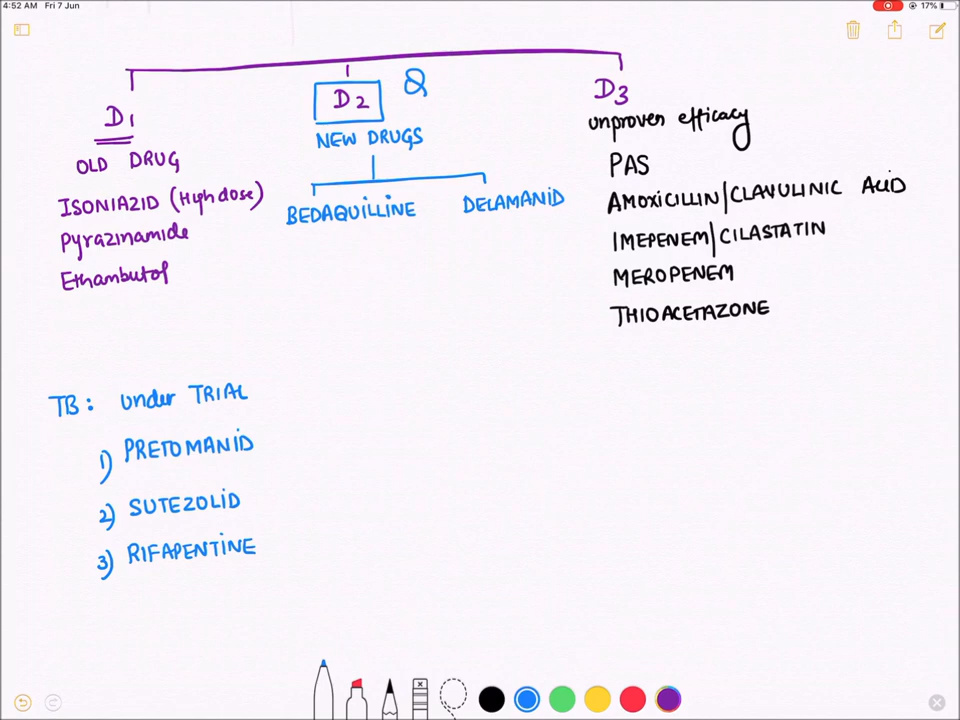 4:52 AM Fri 7 Jun
17%
D1
OLD DRUG
ISONIAZID (High dose)
Pyrazinamide
Ethambutol
D2
NEW DRUGS
BEDAQUILLINE
DELAMANID
D3
unproven efficacy
PAS
AMOXICILLIN/CLAVULINIC ACID
IMEPENEM/CILASTATIN
MEROPENEM
THIOACETAZONE
TB: under TRIAL
1) PRETOMANID
2) SUTEZOLID
3) RIFAPENTINE